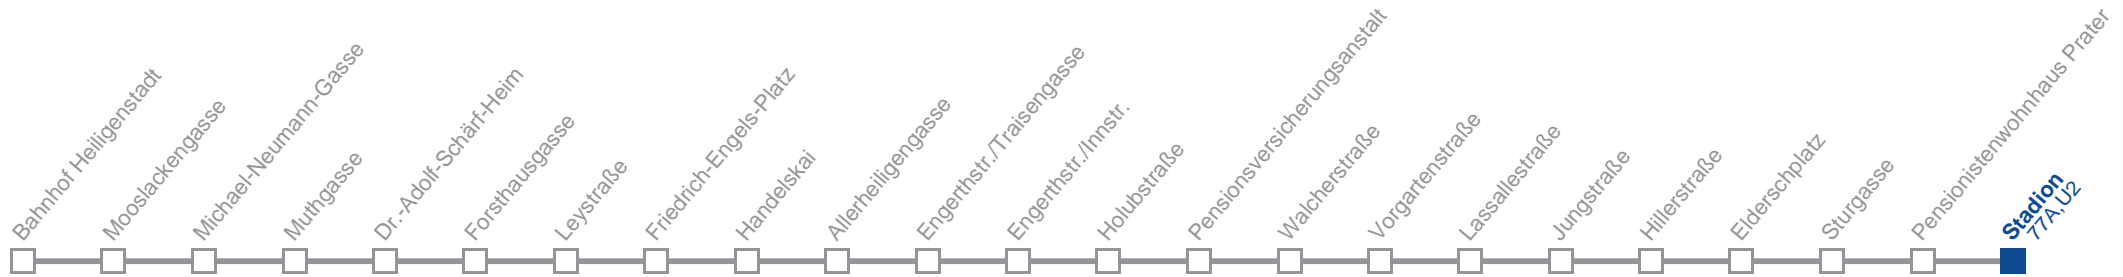 Bahnhof Heiligenstadt
Mooslackengasse
Michael-Neumann-Gasse
Muthgasse
Dr.-Adolf-Schärf-Heim
Forsthausgasse
Leystraße
Friedrich-Engels-Platz
Handelskai
Allerheiligengasse
Engerthstr./Traisengasse
Engerthstr./Innstr.
Holubstraße
Pensionsversicherungsanstalt
Walcherstraße
Vorgartenstraße
Lassallestraße
Jungstraße
Hillerstraße
Elderschplatz
Sturgasse
Pensionistenwohnhaus Prater
Stadion
77A,U2